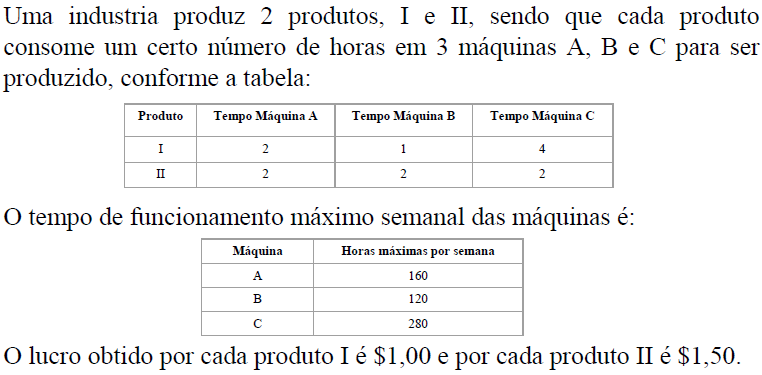 Uma industria produz 2 produtos, I e II, sendo que cada produto
consome um certo número de horas em 3 máquinas A, B e C para ser
produzido, conforme a tabela:
Produto Tempo Máquina A Tempo Máquina B Tempo Máquina C
I 2 1 4
II 2 2 2
O tempo de funcionamento máximo semanal das máquinas é:
Máquina Horas máximas por semana
A 160
B 120
C 280
O lucro obtido por cada produto I é $1,00 e por cada produto II é $1,50.